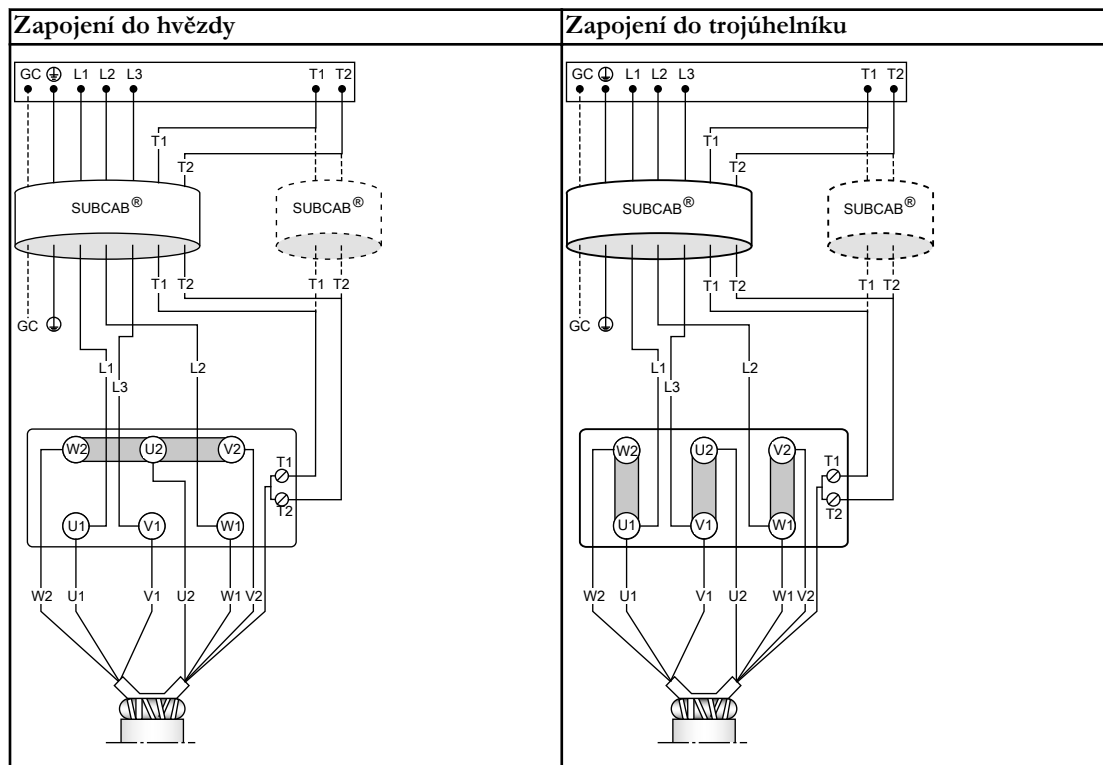 Zapojení do hvězdy
GC L1 L2 L3 T1 T2
T1
T2
SUBCAB® SUBCAB®
T1 T2 T1 T2
GC
L1 L2
L3
W2 U2 V2
T1
T2
U1 V1 W1
W2 U1 V1 U2 W1 V2
Zapojení do trojúhelníku
GC L1 L2 L3 T1 T2
T1
T2
SUBCAB® SUBCAB®
T1 T2 T1 T2
GC
L1 L2
L3
W2 U2 V2
T1
T2
U1 V1 W1
W2 U1 V1 U2 W1 V2